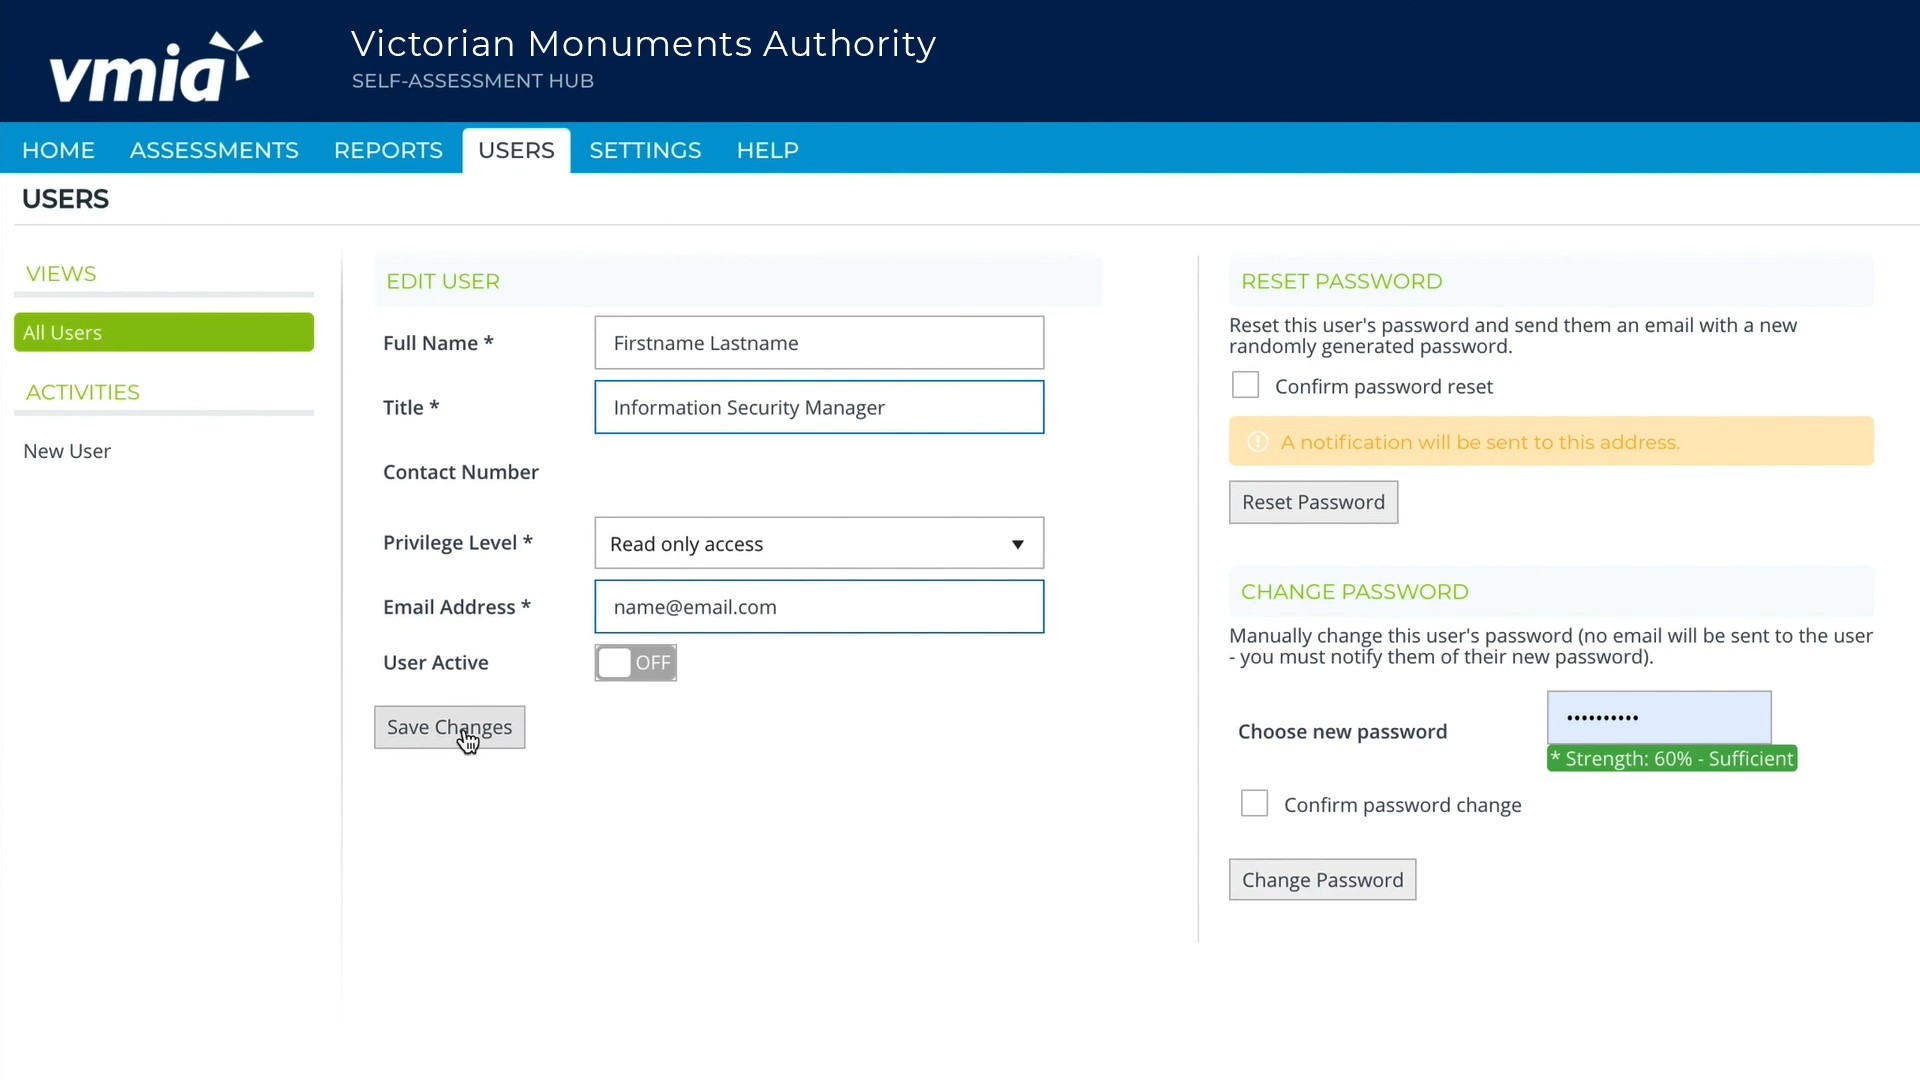 vmia
Victorian Monuments Authority
SELF-ASSESSMENT HUB
HOME ASSESSMENTS REPORTS USERS SETTINGS HELP
USERS
VIEWS
All Users
ACTIVITIES
New User
EDIT USER
Full Name * Firstname Lastname
Title * Information Security Manager
Contact Number
Privilege Level * Read only access
Email Address * name@email.com
User Active OFF
Save Changes
RESET PASSWORD
Reset this user's password and send them an email with a new
randomly generated password.
Confirm password reset
A notification will be sent to this address.
Reset Password
CHANGE PASSWORD
Manually change this user's password (no email will be sent to the user
- you must notify them of their new password).
Choose new password ••••••••••
* Strength: 60% - Sufficient
Confirm password change
Change Password